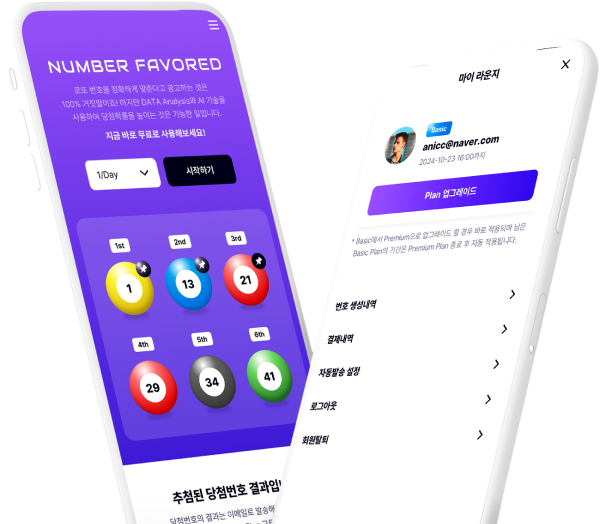 NUMBER FAVORED
로또 번호를 정확하게 맞춘다고 광고하는 것은
100% 거짓말이죠! 하지만 DATA Analysis와 AI 기술을
사용하여 당첨확률을 높이는 것은 가능한 일입니다.
지금 바로 무료로 사용해보세요!
1/Day
시작하기
1st
2nd
3rd
1
13
21
4th
5th
6th
29
34
41
추첨된 당첨번호 결과입니
당첨번호의 결과는 이메일로 발송해
마이 라운지
Basic
anicc@naver.com
2024-10-23 16:00까지
Plan 업그레이드
* Basic에서 Premium으로 업그레이드 할 경우 바로 적용되며 남은
Basic Plan의 기간은 Premium Plan 종료 후 자동 적용됩니다.
번호 생성내역
결제내역
자동발송 설정
로그아웃
회원탈퇴